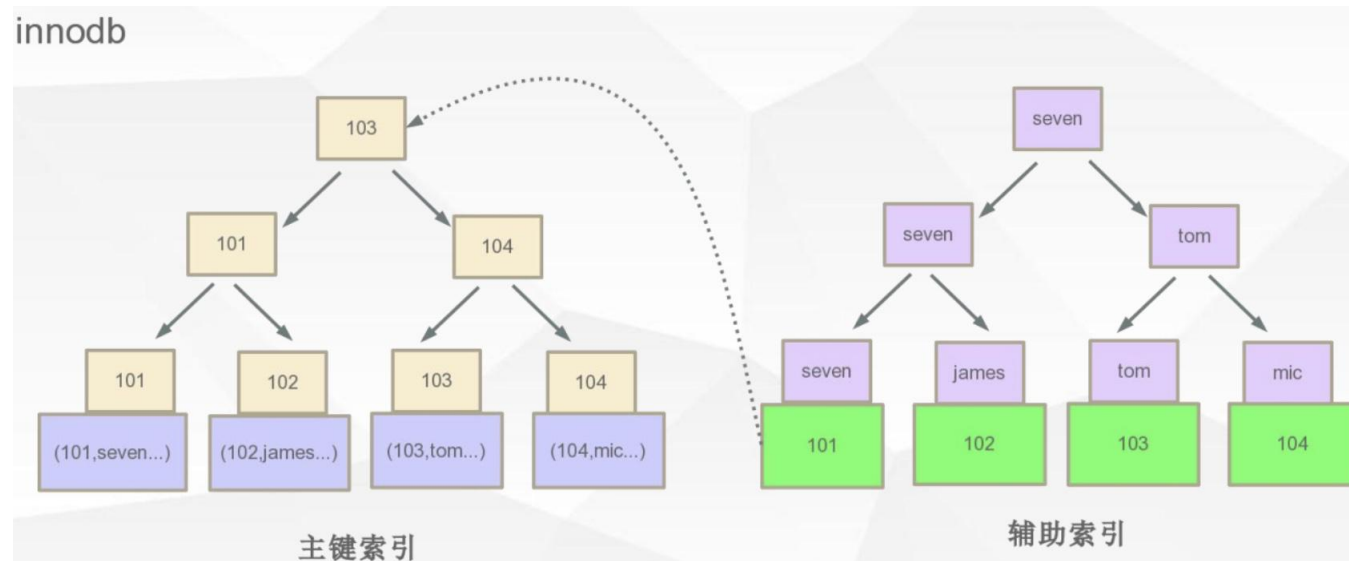 innodb
103
101
104
101
102
103
104
(101,seven...)
(102,james...)
(103,tom...)
(104,mic...)
主键索引
seven
seven
tom
seven
james
tom
mic
101
102
103
104
辅助索引